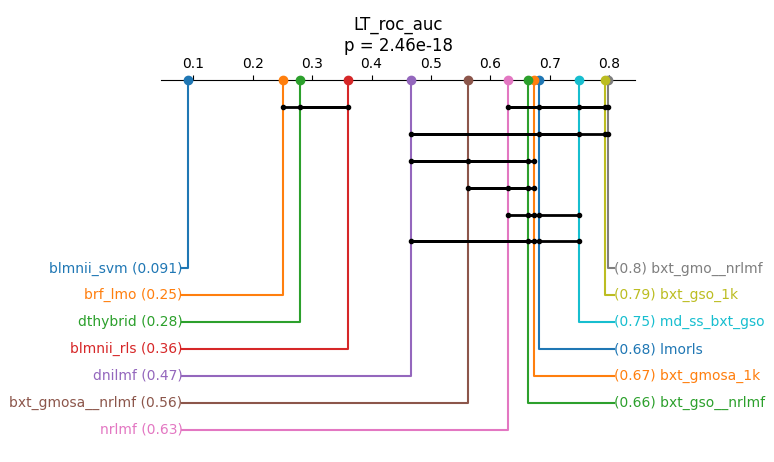 LT_roc_auc
p = 2.46e-18
0.1 0.2 0.3 0.4 0.5 0.6 0.7 0.8
blmnii_svm (0.091)
(0.8) bxt_gmo__nrlmf
brf_lmo (0.25)
(0.79) bxt_gso_1k
dthybrid (0.28)
(0.75) md_ss_bxt_gso
blmnii_rls (0.36)
(0.68) lmorls
dnilmf (0.47)
(0.67) bxt_gmosa_1k
bxt_gmosa__nrlmf (0.56)
(0.66) bxt_gso__nrlmf
nrlmf (0.63)